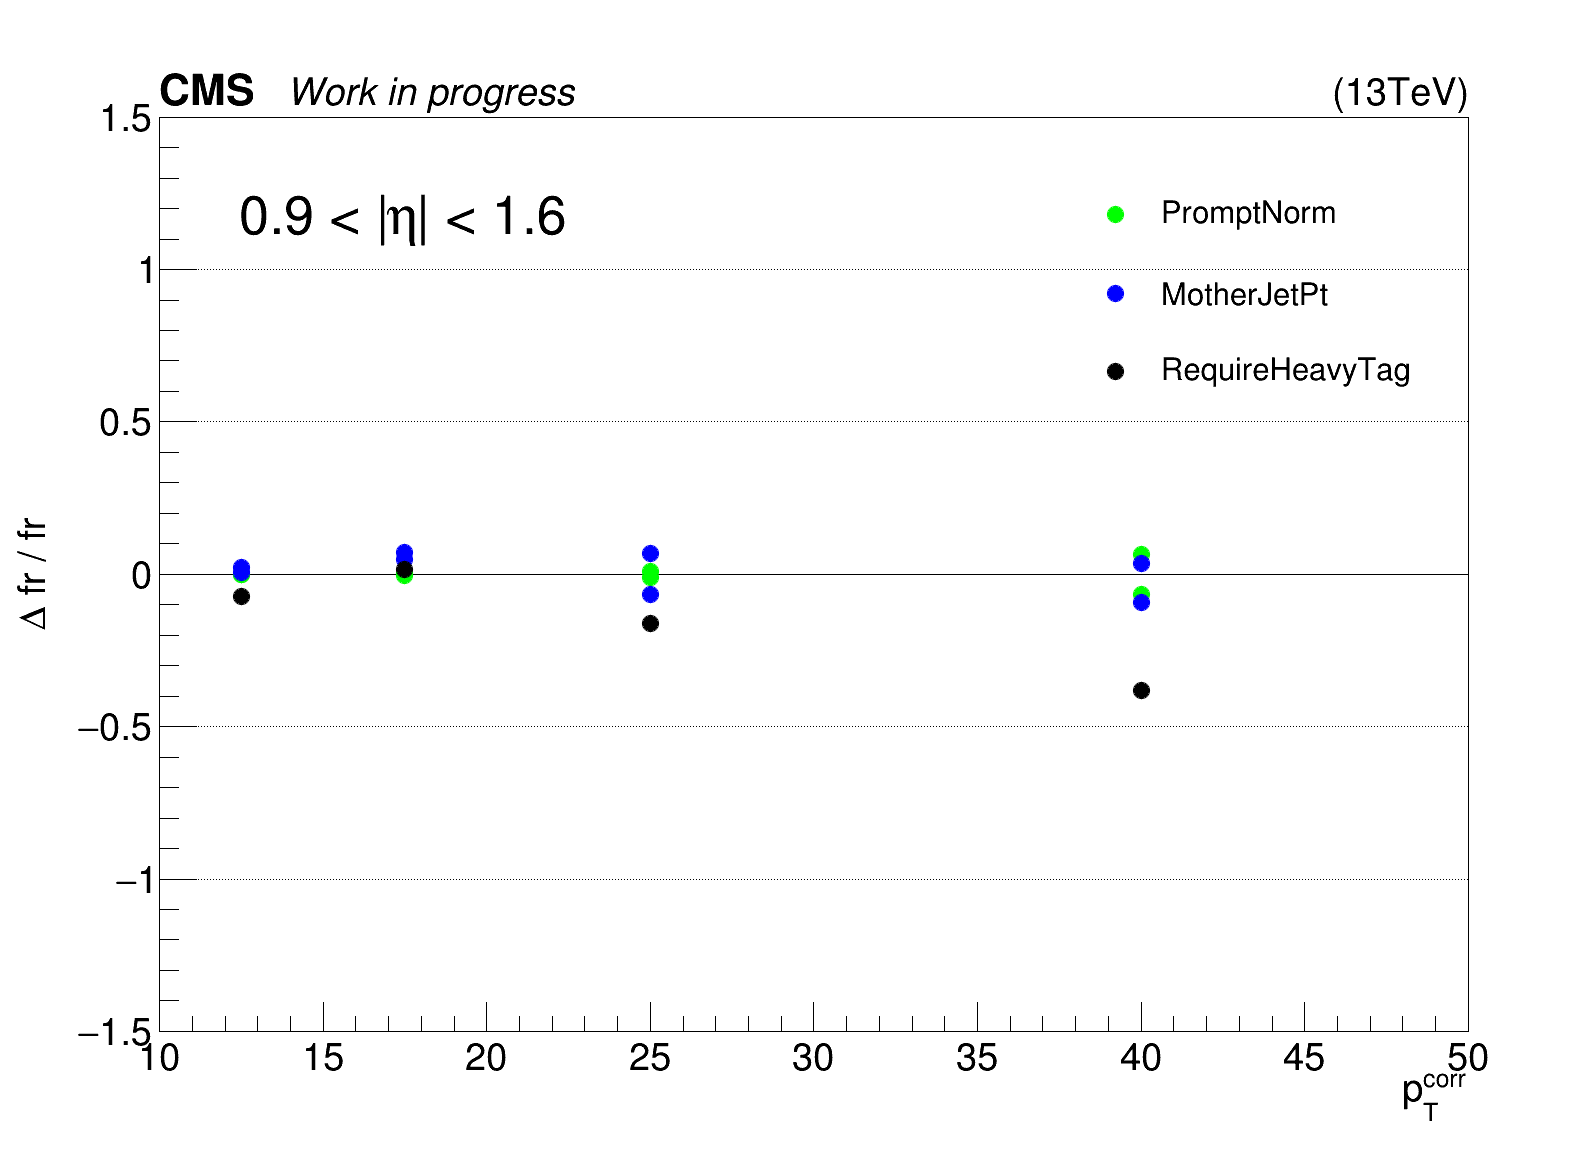 CMS Work in progress (13TeV)
0.9 < |η| < 1.6
PromptNorm
MotherJetPt
RequireHeavyTag
Δ fr / fr
1.5
1
0.5
0
−0.5
−1
−1.5
10 15 20 25 30 35 40 45 50
p_T^corr